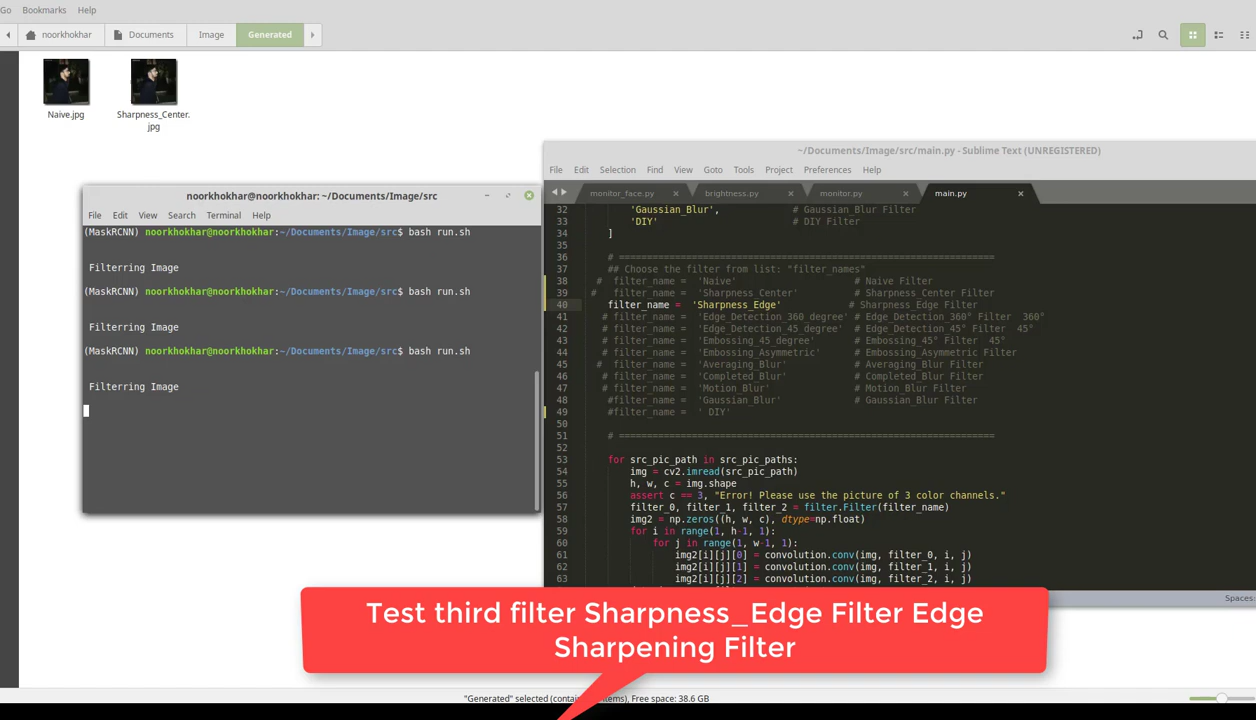 Go Bookmarks Help
noorkhokhar Documents Image Generated
Naive.jpg
Sharpness_Center.
jpg
noorkhokhar@noorkhokhar: ~/Documents/Image/src
File Edit View Search Terminal Help
(MaskRCNN) noorkhokhar@noorkhokhar:~/Documents/Image/src$ bash run.sh
Filterring Image
(MaskRCNN) noorkhokhar@noorkhokhar:~/Documents/Image/src$ bash run.sh
Filterring Image
(MaskRCNN) noorkhokhar@noorkhokhar:~/Documents/Image/src$ bash run.sh
Filterring Image
~/Documents/Image/src/main.py - Sublime Text (UNREGISTERED)
File Edit Selection Find View Goto Tools Project Preferences Help
monitor_face.py brightness.py monitor.py main.py
32 'Gaussian_Blur', # Gaussian_Blur Filter
33 'DIY' # DIY Filter
34 ]
35
36 # ===================================================================
37 ## Choose the filter from list: "filter_names"
38 # filter_name = 'Naive' # Naive Filter
39 # filter_name = 'Sharpness_Center' # Sharpness_Center Filter
40 filter_name = 'Sharpness_Edge' # Sharpness_Edge Filter
41 # filter_name = 'Edge_Detection_360_degree' # Edge_Detection_360° Filter 360°
42 # filter_name = 'Edge_Detection_45_degree' # Edge_Detection_45° Filter 45°
43 # filter_name = 'Embossing_45_degree' # Embossing_45° Filter 45°
44 # filter_name = 'Embossing_Asymmetric' # Embossing_Asymmetric Filter
45 # filter_name = 'Averaging_Blur' # Averaging_Blur Filter
46 # filter_name = 'Completed_Blur' # Completed_Blur Filter
47 # filter_name = 'Motion_Blur' # Motion_Blur Filter
48 #filter_name = 'Gaussian_Blur' # Gaussian_Blur Filter
49 #filter_name = ' DIY'
50
51 # ===================================================================
52
53 for src_pic_path in src_pic_paths:
54 img = cv2.imread(src_pic_path)
55 h, w, c = img.shape
56 assert c == 3, "Error! Please use the picture of 3 color channels."
57 filter_0, filter_1, filter_2 = filter.Filter(filter_name)
58 img2 = np.zeros((h, w, c), dtype=np.float)
59 for i in range(1, h-1, 1):
60 for j in range(1, w-1, 1):
61 img2[i][j][0] = convolution.conv(img, filter_0, i, j)
62 img2[i][j][1] = convolution.conv(img, filter_1, i, j)
63 img2[i][j][2] = convolution.conv(img, filter_2, i, j)
Spaces:
Test third filter Sharpness_Edge Filter Edge
Sharpening Filter
"Generated" selected (contai items), Free space: 38.6 GB